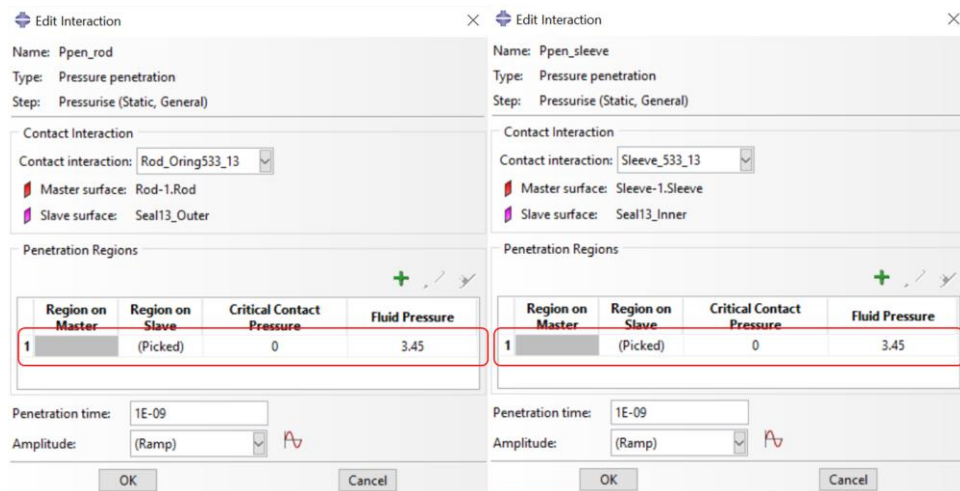 Edit Interaction
Name: Ppen_rod
Type: Pressure penetration
Step: Pressurise (Static, General)
Contact Interaction
Contact interaction: Rod_Oring533_13
Master surface: Rod-1.Rod
Slave surface: Seal13_Outer
Penetration Regions
Region on Master Region on Slave Critical Contact Pressure Fluid Pressure
1 (Picked) 0 3.45
Penetration time: 1E-09
Amplitude: (Ramp)
OK Cancel
Edit Interaction
Name: Ppen_sleeve
Type: Pressure penetration
Step: Pressurise (Static, General)
Contact Interaction
Contact interaction: Sleeve_533_13
Master surface: Sleeve-1.Sleeve
Slave surface: Seal13_Inner
Penetration Regions
Region on Master Region on Slave Critical Contact Pressure Fluid Pressure
1 (Picked) 0 3.45
Penetration time: 1E-09
Amplitude: (Ramp)
OK Cancel